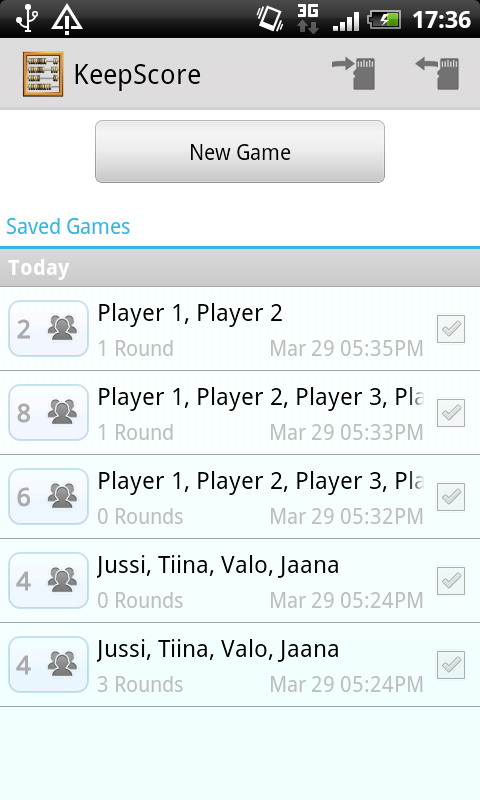 3G 17:36
KeepScore
New Game
Saved Games
Today
2 Player 1, Player 2
1 Round Mar 29 05:35PM
8 Player 1, Player 2, Player 3, Pla
1 Round Mar 29 05:33PM
6 Player 1, Player 2, Player 3, Pla
0 Rounds Mar 29 05:32PM
4 Jussi, Tiina, Valo, Jaana
0 Rounds Mar 29 05:24PM
4 Jussi, Tiina, Valo, Jaana
3 Rounds Mar 29 05:24PM